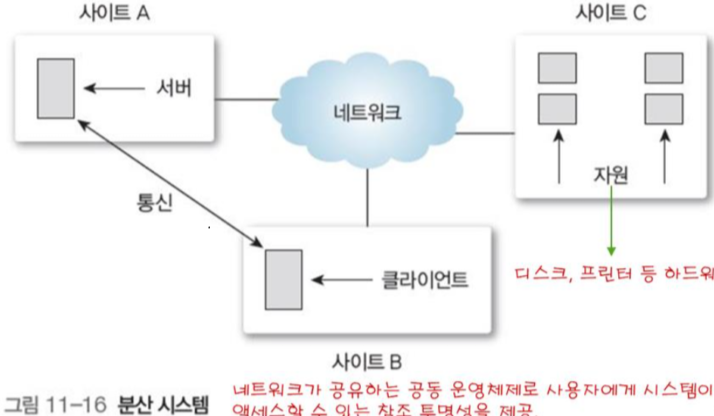 사이트 A
사이트 C
서버
네트워크
자원
통신
디스크, 프린터 등 하드웨
클라이언트
사이트 B
그림 11-16 분산 시스템
네트워크가 공유하는 공동 운영체제로 사용자에게 시스템이
액세스할 수 있는 참조 투명성을 제공